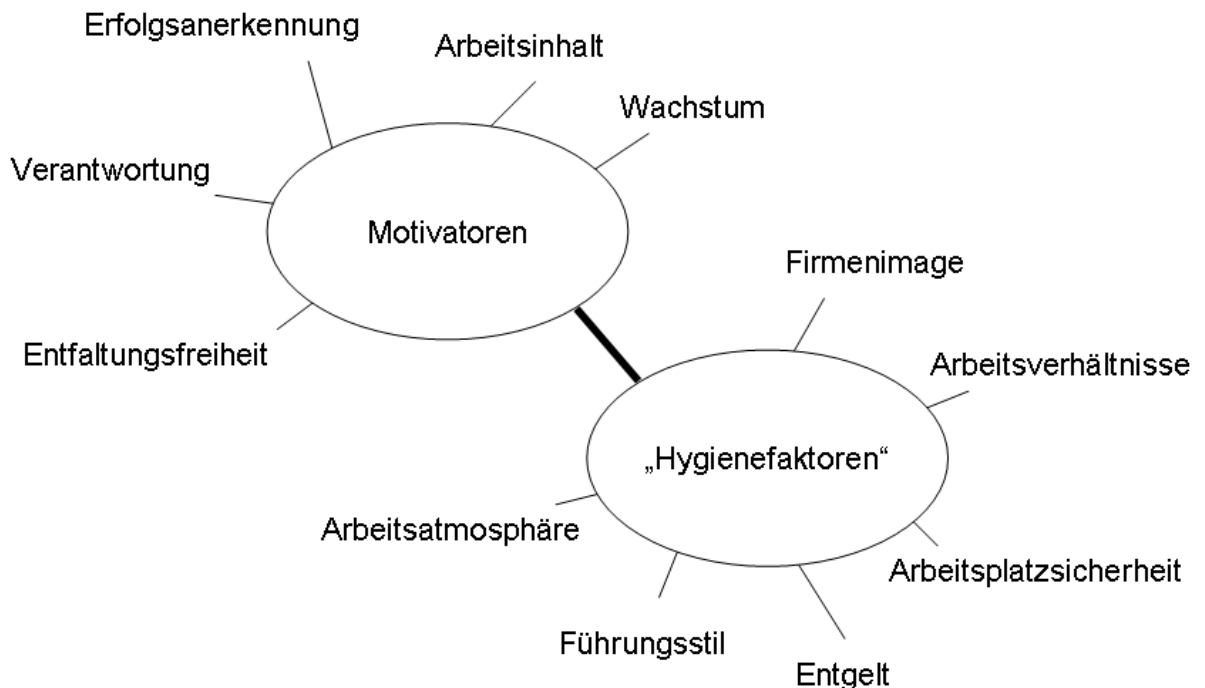 Erfolgsanerkennung
Arbeitsinhalt
Wachstum
Verantwortung
Motivatoren
Entfaltungsfreiheit
Firmenimage
Arbeitsverhältnisse
„Hygienefaktoren“
Arbeitsatmosphäre
Arbeitsplatzsicherheit
Führungsstil
Entgelt